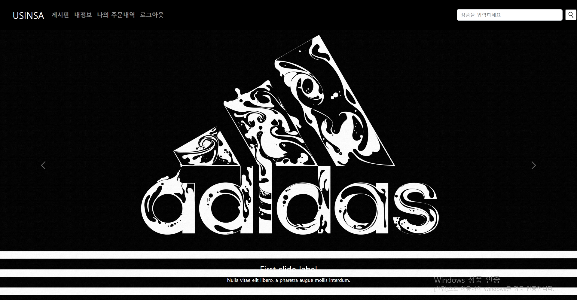 USINSA 게시판 내정보 나의 주문내역 로그아웃
adidas
First slide label
Nulla vitae elit libero, a pharetra augue mollis interdum.
Windows 정품 인증